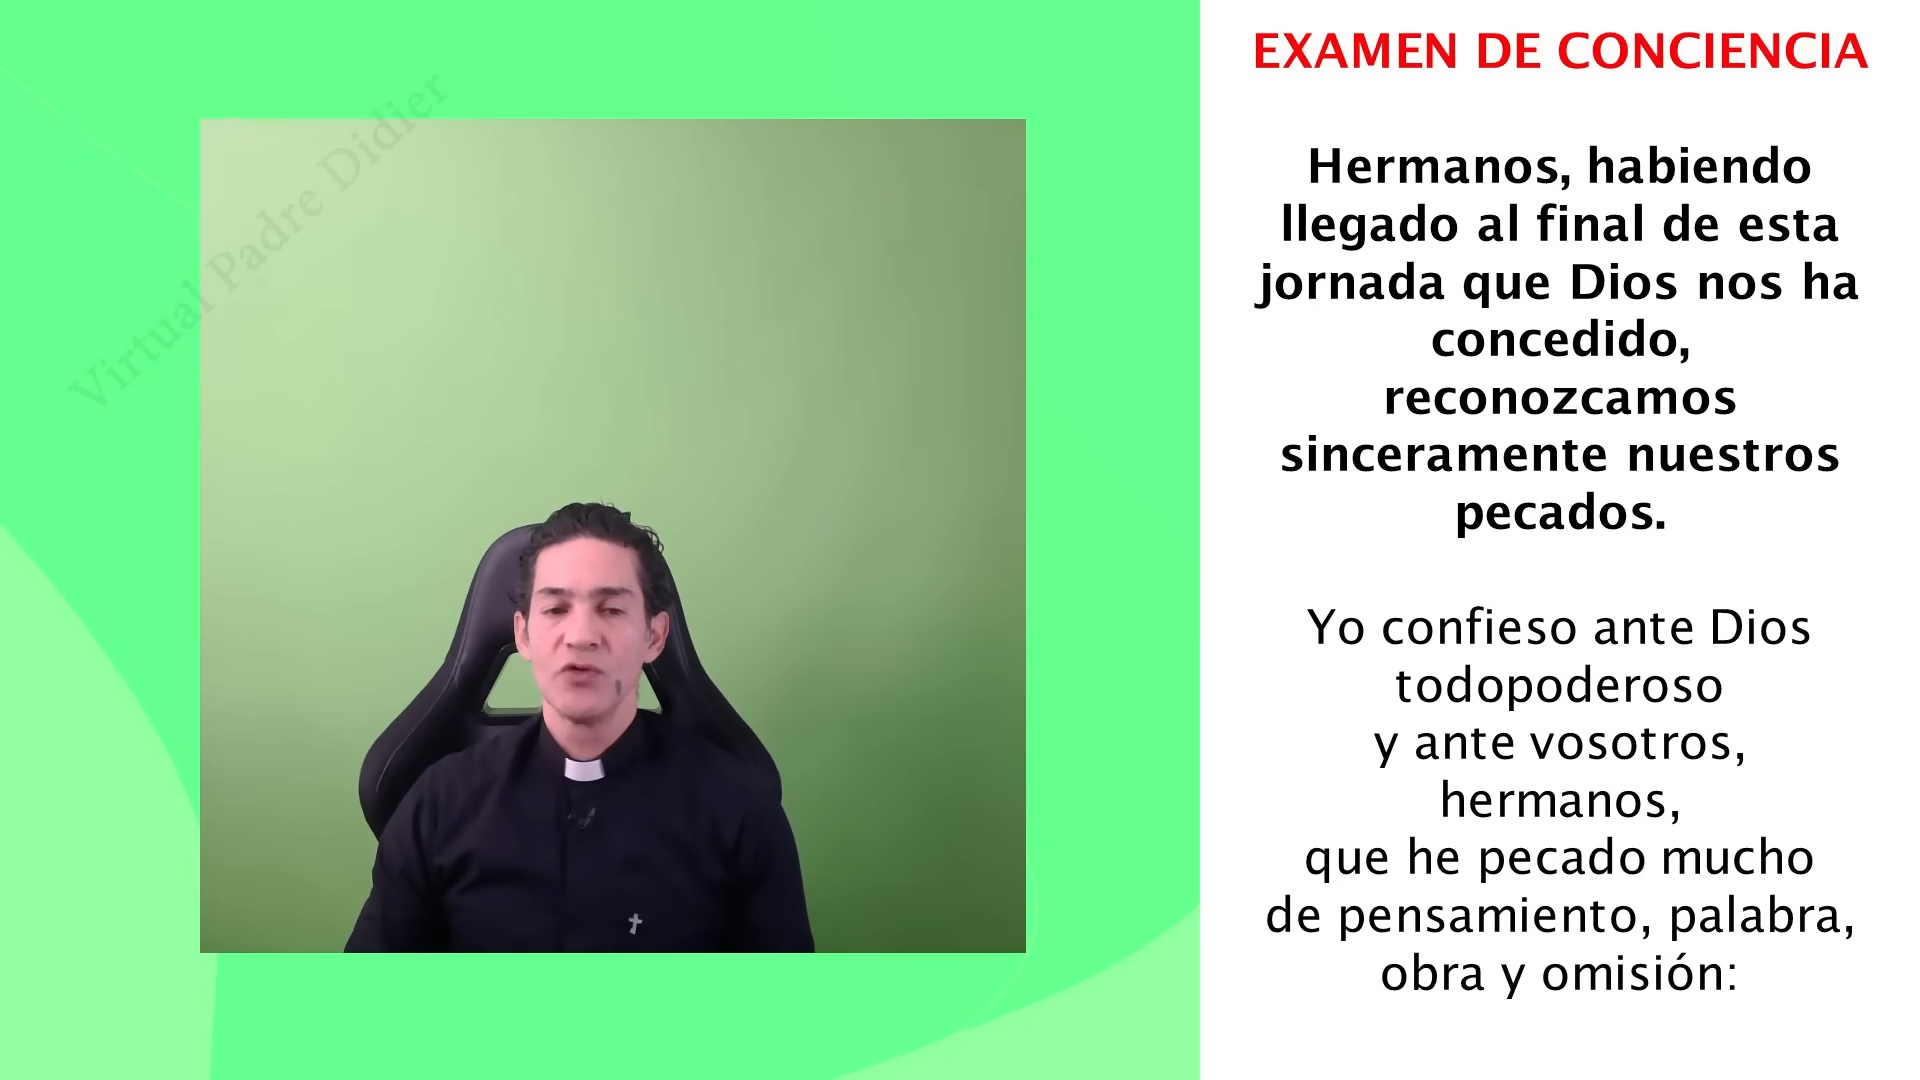 Virtual Padre Didier
EXAMEN DE CONCIENCIA
Hermanos, habiendo
llegado al final de esta
jornada que Dios nos ha
concedido,
reconozcamos
sinceramente nuestros
pecados.
Yo confieso ante Dios
todopoderoso
y ante vosotros,
hermanos,
que he pecado mucho
de pensamiento, palabra,
obra y omisión: